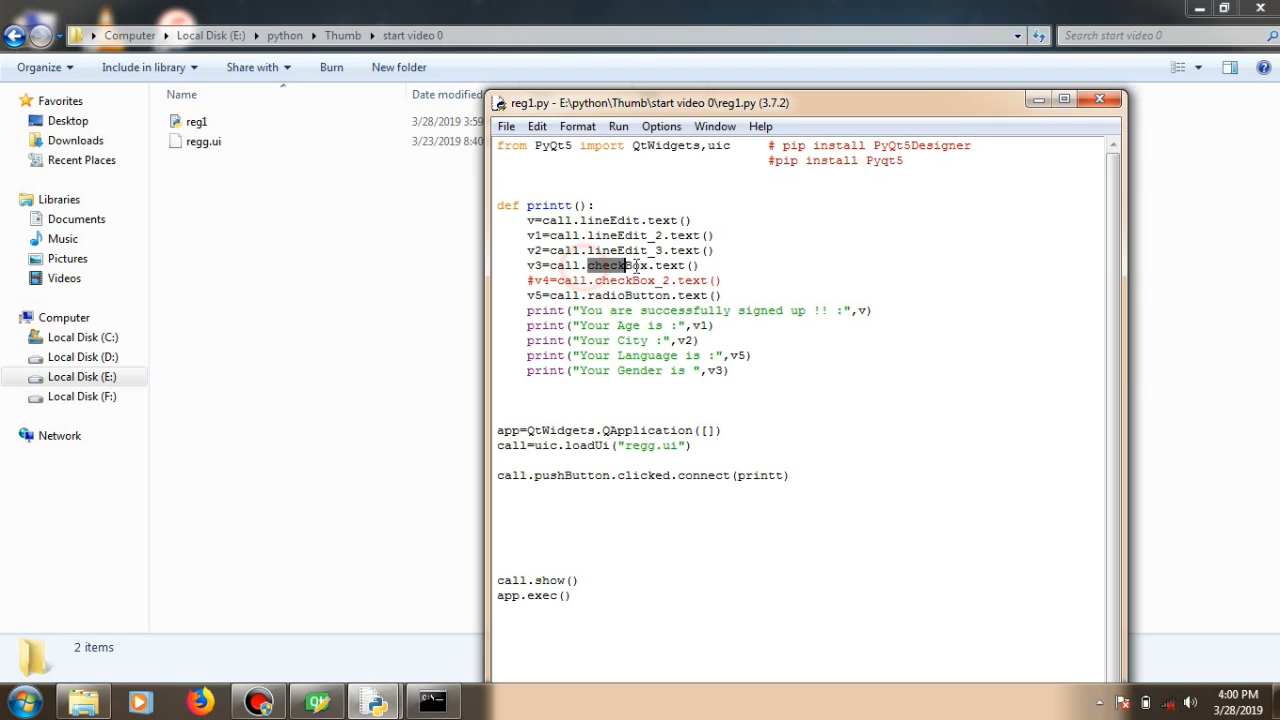 Computer
Local Disk (E:)
python
Thumb
start video 0
Search start video 0
Organize
Include in library
Share with
Burn
New folder
Favorites
Desktop
Downloads
Recent Places
Libraries
Documents
Music
Pictures
Videos
Computer
Local Disk (C:)
Local Disk (D:)
Local Disk (E:)
Local Disk (F:)
Network
Name
Date modified
reg1
3/28/2019 3:59
regg.ui
3/23/2019 8:40
2 items
reg1.py - E:\python\Thumb\start video 0\reg1.py (3.7.2)
File Edit Format Run Options Window Help
from PyQt5 import QtWidgets,uic # pip install PyQt5Designer
#pip install Pyqt5
def printt():
v=call.lineEdit.text()
v1=call.lineEdit_2.text()
v2=call.lineEdit_3.text()
v3=call.checkBox.text()
#v4=call.checkBox_2.text()
v5=call.radioButton.text()
print("You are successfully signed up !! :",v)
print("Your Age is :",v1)
print("Your City :",v2)
print("Your Language is :",v5)
print("Your Gender is ",v3)
app=QtWidgets.QApplication([])
call=uic.loadUi("regg.ui")
call.pushButton.clicked.connect(printt)
call.show()
app.exec()
4:00 PM
3/28/2019